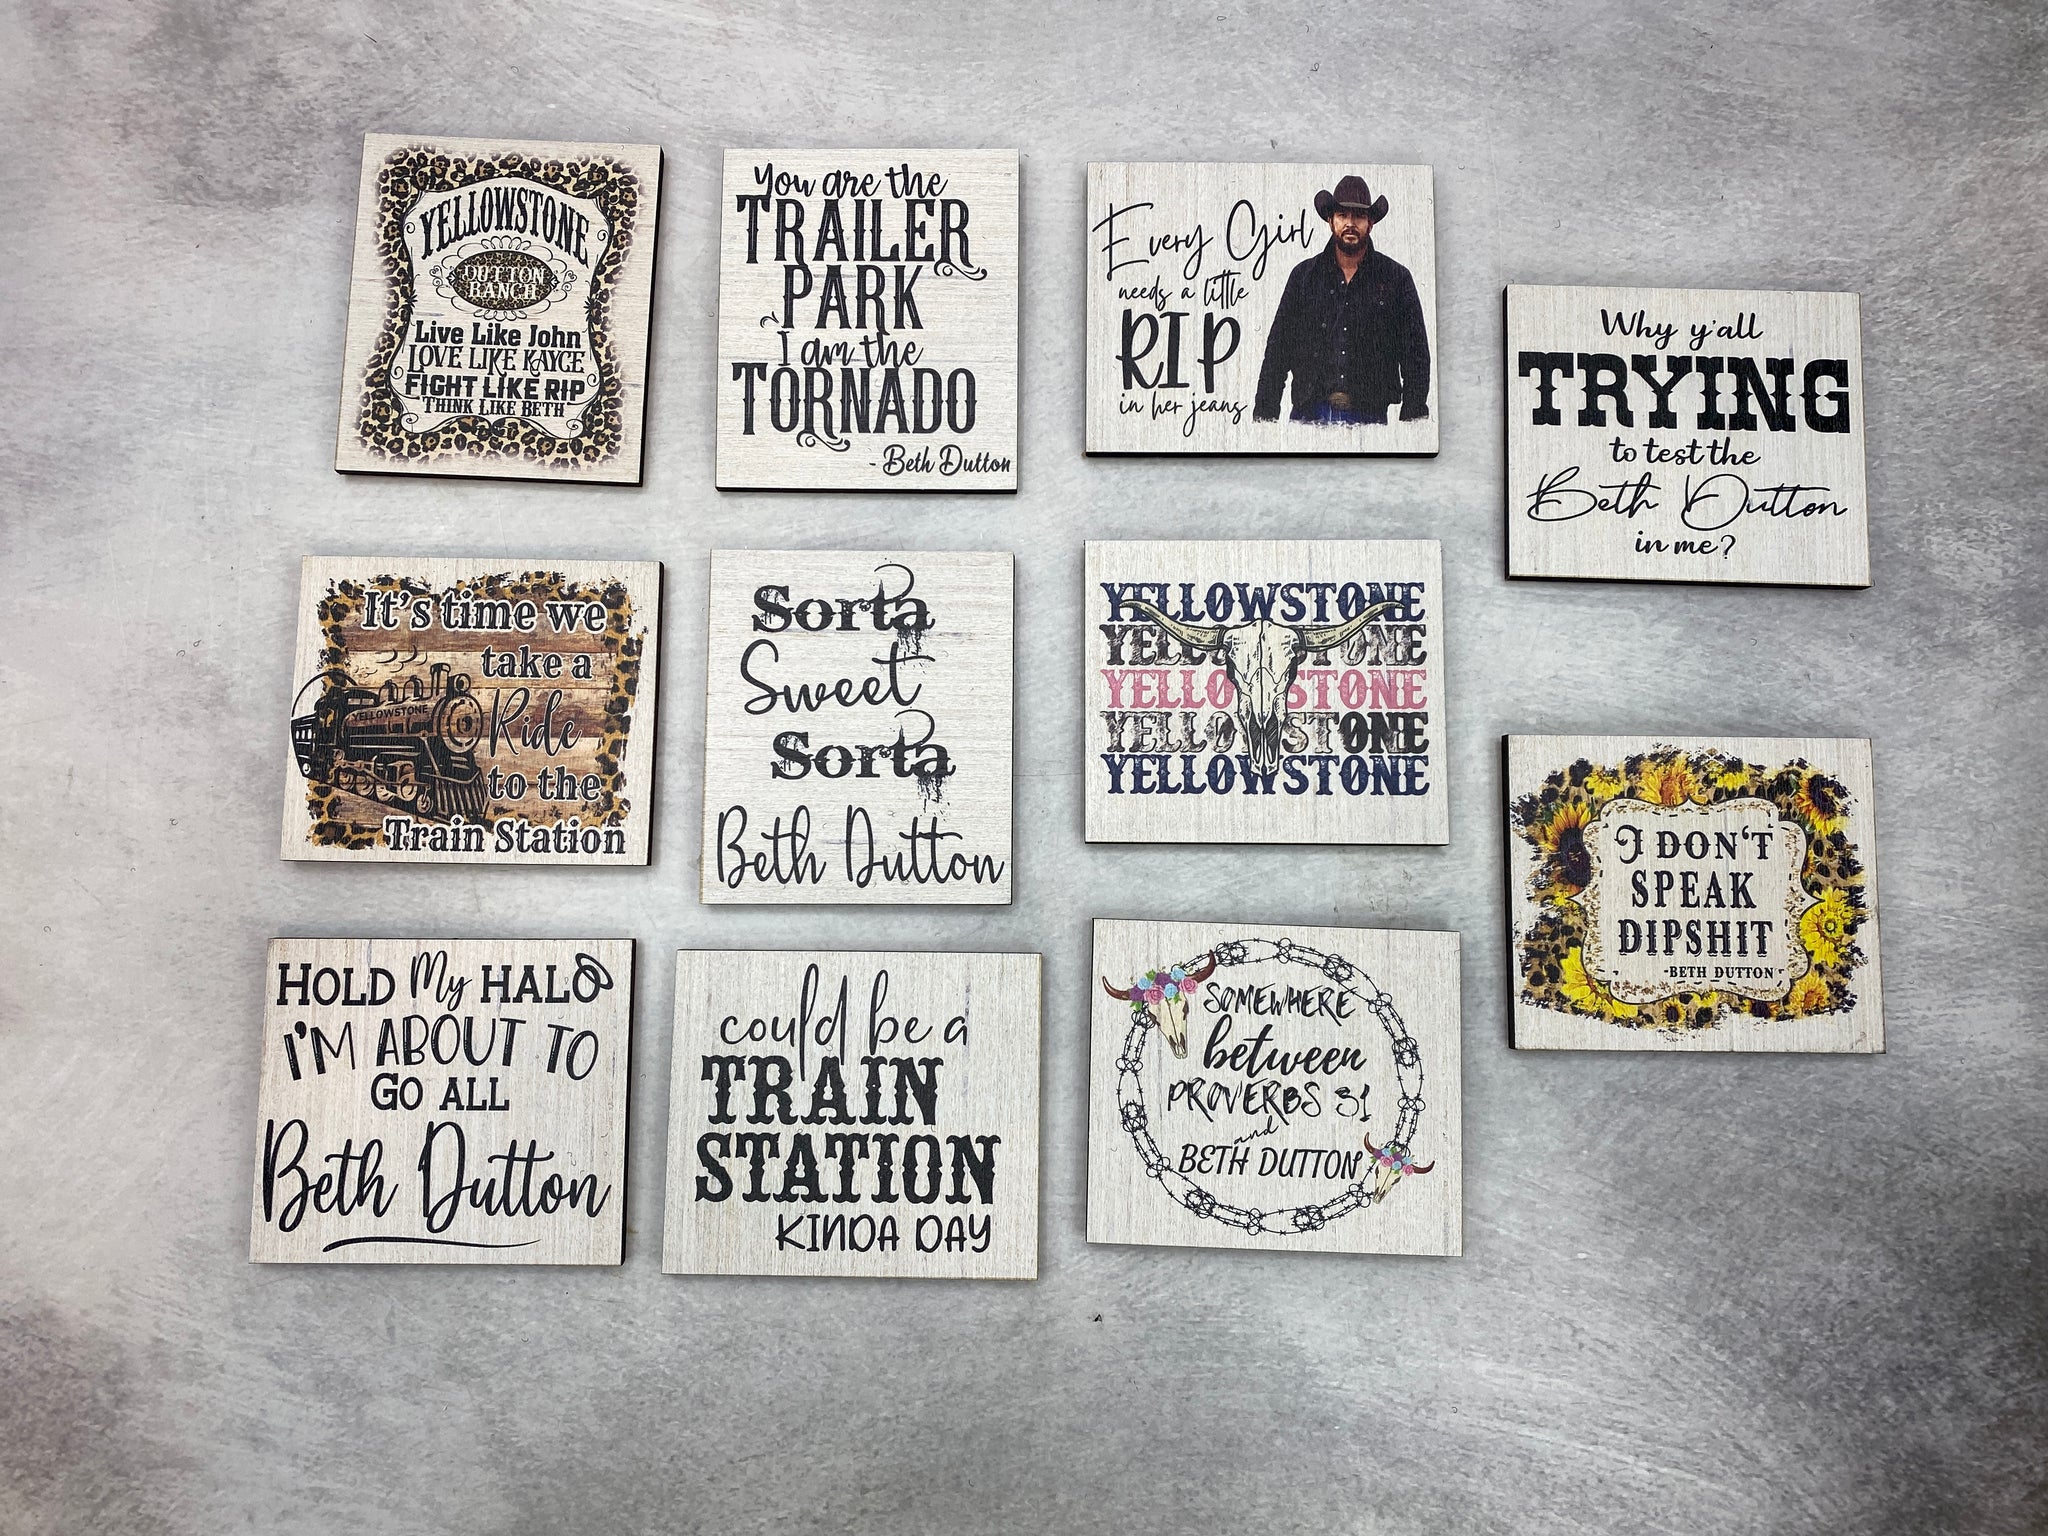 YELLOWSTONE
DUTTON
RANCH
Live Like John
LOVE LIKE KAYCE
FIGHT LIKE RIP
THINK LIKE BETH
You are the
TRAILER
PARK
I am the
TORNADO
- Beth Dutton
Every Girl
needs a little
RIP
in her jeans
Why y'all
TRYING
to test the
Beth Dutton
in me?
It's time we
take a
YELLOWSTONE
Ride
to the
Train Station
Sorta
Sweet
Sorta
Beth Dutton
YELLOWSTONE
YELLOWSTONE
YELLOWSTONE
YELLOWSTONE
YELLOWSTONE
I DON'T
SPEAK
DIPSHIT
-BETH DUTTON
HOLD My HALO
I'M ABOUT TO
GO ALL
Beth Dutton
could be a
TRAIN
STATION
KINDA DAY
SOMEWHERE
between
PROVERBS 31
and
BETH DUTTON